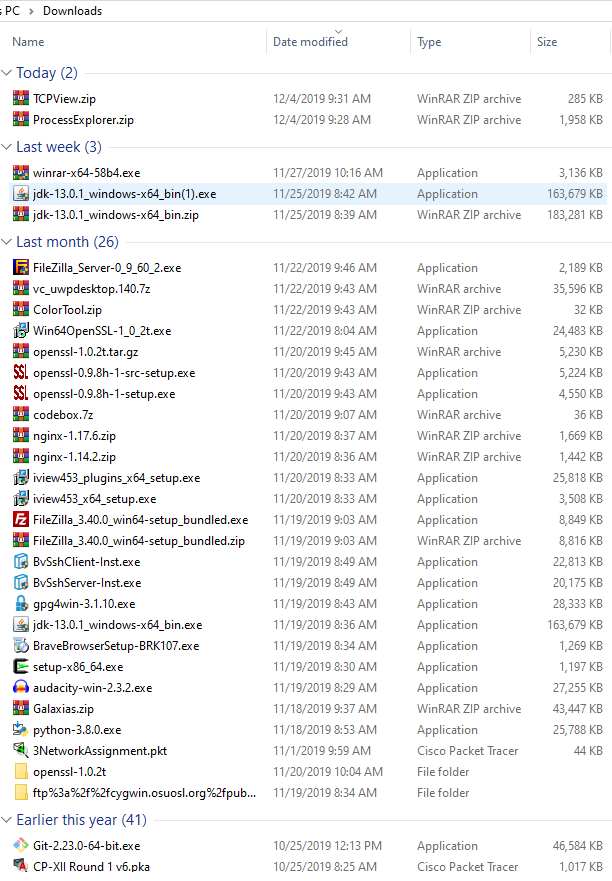 s PC > Downloads
Name Date modified Type Size
Today (2)
TCPView.zip 12/4/2019 9:31 AM WinRAR ZIP archive 285 KB
ProcessExplorer.zip 12/4/2019 9:28 AM WinRAR ZIP archive 1,958 KB
Last week (3)
winrar-x64-58b4.exe 11/27/2019 10:16 AM Application 3,136 KB
jdk-13.0.1_windows-x64_bin(1).exe 11/25/2019 8:42 AM Application 163,679 KB
jdk-13.0.1_windows-x64_bin.zip 11/25/2019 8:39 AM WinRAR ZIP archive 183,281 KB
Last month (26)
FileZilla_Server-0_9_60_2.exe 11/22/2019 9:46 AM Application 2,189 KB
vc_uwpdesktop.140.7z 11/22/2019 9:43 AM WinRAR archive 35,596 KB
ColorTool.zip 11/22/2019 9:43 AM WinRAR ZIP archive 32 KB
Win64OpenSSL-1_0_2t.exe 11/22/2019 8:04 AM Application 24,483 KB
openssl-1.0.2t.tar.gz 11/20/2019 9:45 AM WinRAR archive 5,230 KB
openssl-0.9.8h-1-src-setup.exe 11/20/2019 9:43 AM Application 5,224 KB
openssl-0.9.8h-1-setup.exe 11/20/2019 9:43 AM Application 4,550 KB
codebox.7z 11/20/2019 9:07 AM WinRAR archive 36 KB
nginx-1.17.6.zip 11/20/2019 8:37 AM WinRAR ZIP archive 1,669 KB
nginx-1.14.2.zip 11/20/2019 8:36 AM WinRAR ZIP archive 1,442 KB
iview453_plugins_x64_setup.exe 11/20/2019 8:33 AM Application 25,818 KB
iview453_x64_setup.exe 11/20/2019 8:33 AM Application 3,508 KB
FileZilla_3.40.0_win64-setup_bundled.exe 11/19/2019 9:03 AM Application 8,849 KB
FileZilla_3.40.0_win64-setup_bundled.zip 11/19/2019 9:03 AM WinRAR ZIP archive 8,816 KB
BvSshClient-Inst.exe 11/19/2019 8:49 AM Application 22,813 KB
BvSshServer-Inst.exe 11/19/2019 8:49 AM Application 20,175 KB
gpg4win-3.1.10.exe 11/19/2019 8:43 AM Application 28,333 KB
jdk-13.0.1_windows-x64_bin.exe 11/19/2019 8:36 AM Application 163,679 KB
BraveBrowserSetup-BRK107.exe 11/19/2019 8:34 AM Application 1,269 KB
setup-x86_64.exe 11/19/2019 8:30 AM Application 1,197 KB
audacity-win-2.3.2.exe 11/19/2019 8:29 AM Application 27,255 KB
Galaxias.zip 11/18/2019 9:37 AM WinRAR ZIP archive 43,447 KB
python-3.8.0.exe 11/18/2019 8:53 AM Application 25,788 KB
3NetworkAssignment.pkt 11/1/2019 9:59 AM Cisco Packet Tracer 44 KB
openssl-1.0.2t 11/20/2019 10:04 AM File folder
ftp%3a%2f%2fcygwin.osuosl.org%2fpub... 11/19/2019 8:34 AM File folder
Earlier this year (41)
Git-2.23.0-64-bit.exe 10/25/2019 12:13 PM Application 46,584 KB
CP-XII Round 1 v6.pka 10/25/2019 8:25 AM Cisco Packet Tracer 1,017 KB